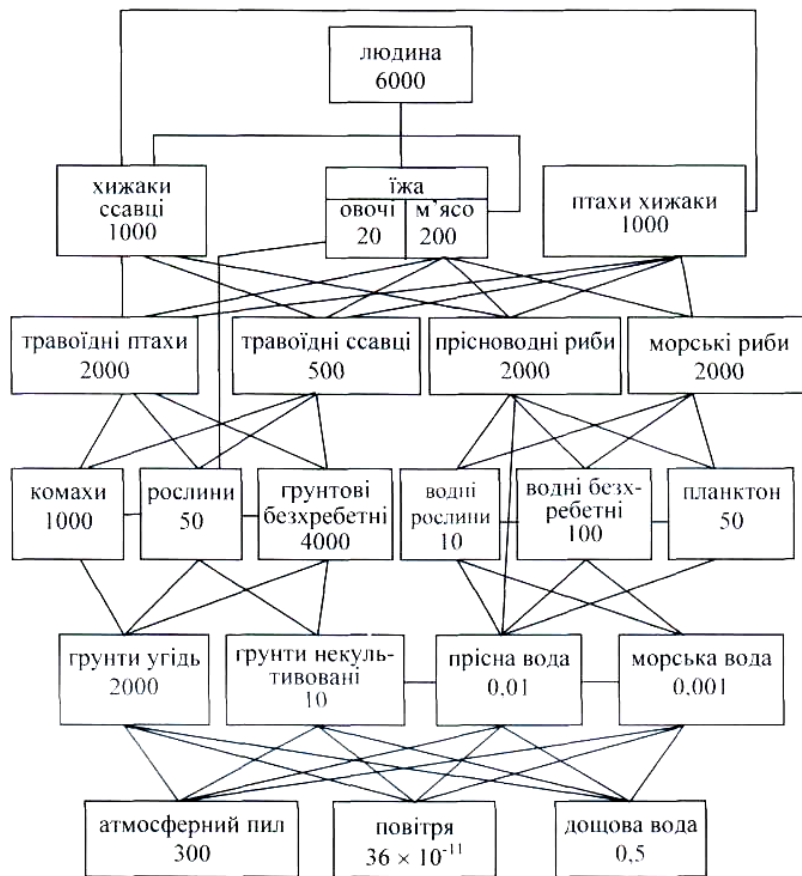 людина
6000
хижаки
ссавці
1000
їжа
овочі
20
м`ясо
200
птахи хижаки
1000
травоїдні птахи
2000
травоїдні ссавці
500
прісноводні риби
2000
морські риби
2000
комахи
1000
рослини
50
грунтові
безхребетні
4000
водні
рослини
10
водні безх-
ребетні
100
планктон
50
грунти угідь
2000
грунти некуль-
тивовані
10
прісна вода
0,01
морська вода
0,001
атмосферний пил
300
повітря
36 × 10⁻¹¹
дощова вода
0,5